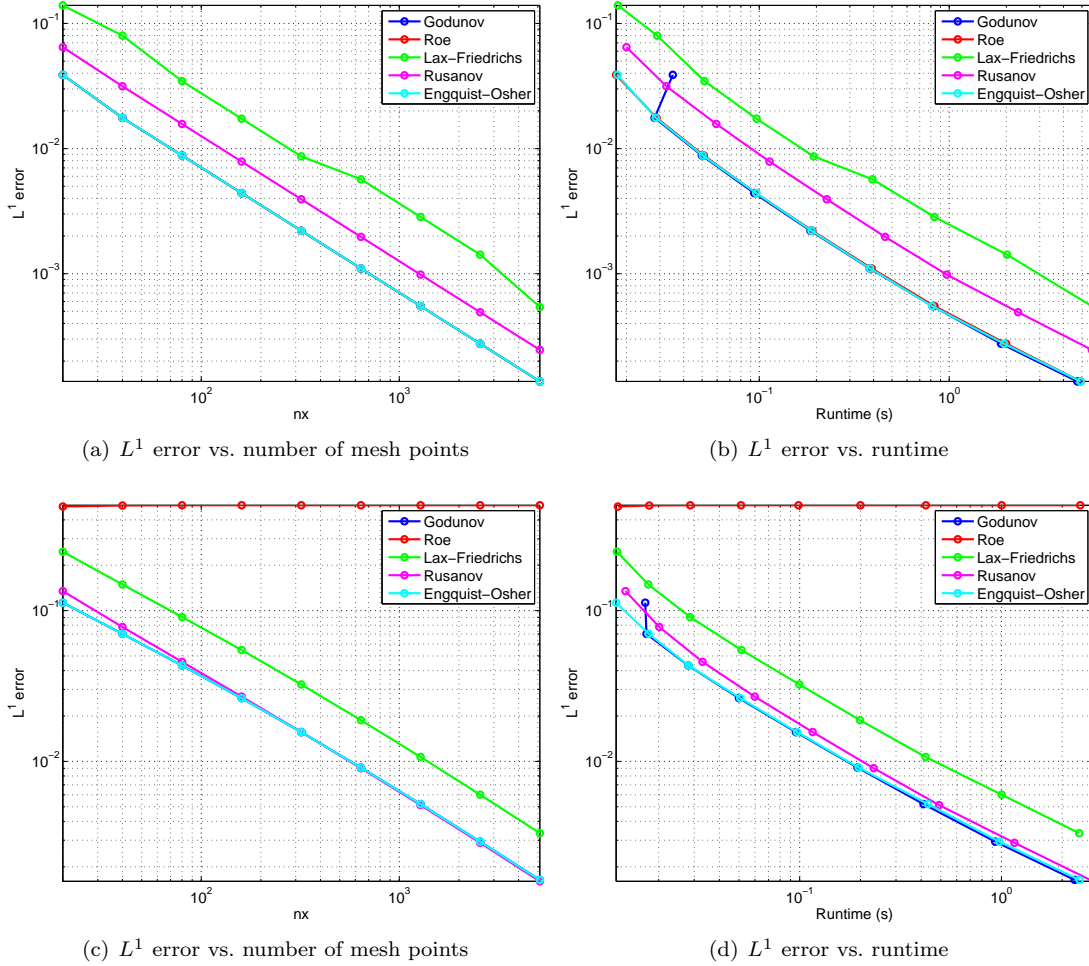 10⁻¹
10⁻²
10⁻³
L¹ error
10²
10³
nx
Godunov
Roe
Lax−Friedrichs
Rusanov
Engquist−Osher
(a) L¹ error vs. number of mesh points
10⁻¹
10⁻²
10⁻³
L¹ error
10⁻¹
10⁰
Runtime (s)
Godunov
Roe
Lax−Friedrichs
Rusanov
Engquist−Osher
(b) L¹ error vs. runtime
10⁻¹
10⁻²
L¹ error
10²
10³
nx
Godunov
Roe
Lax−Friedrichs
Rusanov
Engquist−Osher
(c) L¹ error vs. number of mesh points
10⁻¹
10⁻²
L¹ error
10⁻¹
10⁰
Runtime (s)
Godunov
Roe
Lax−Friedrichs
Rusanov
Engquist−Osher
(d) L¹ error vs. runtime